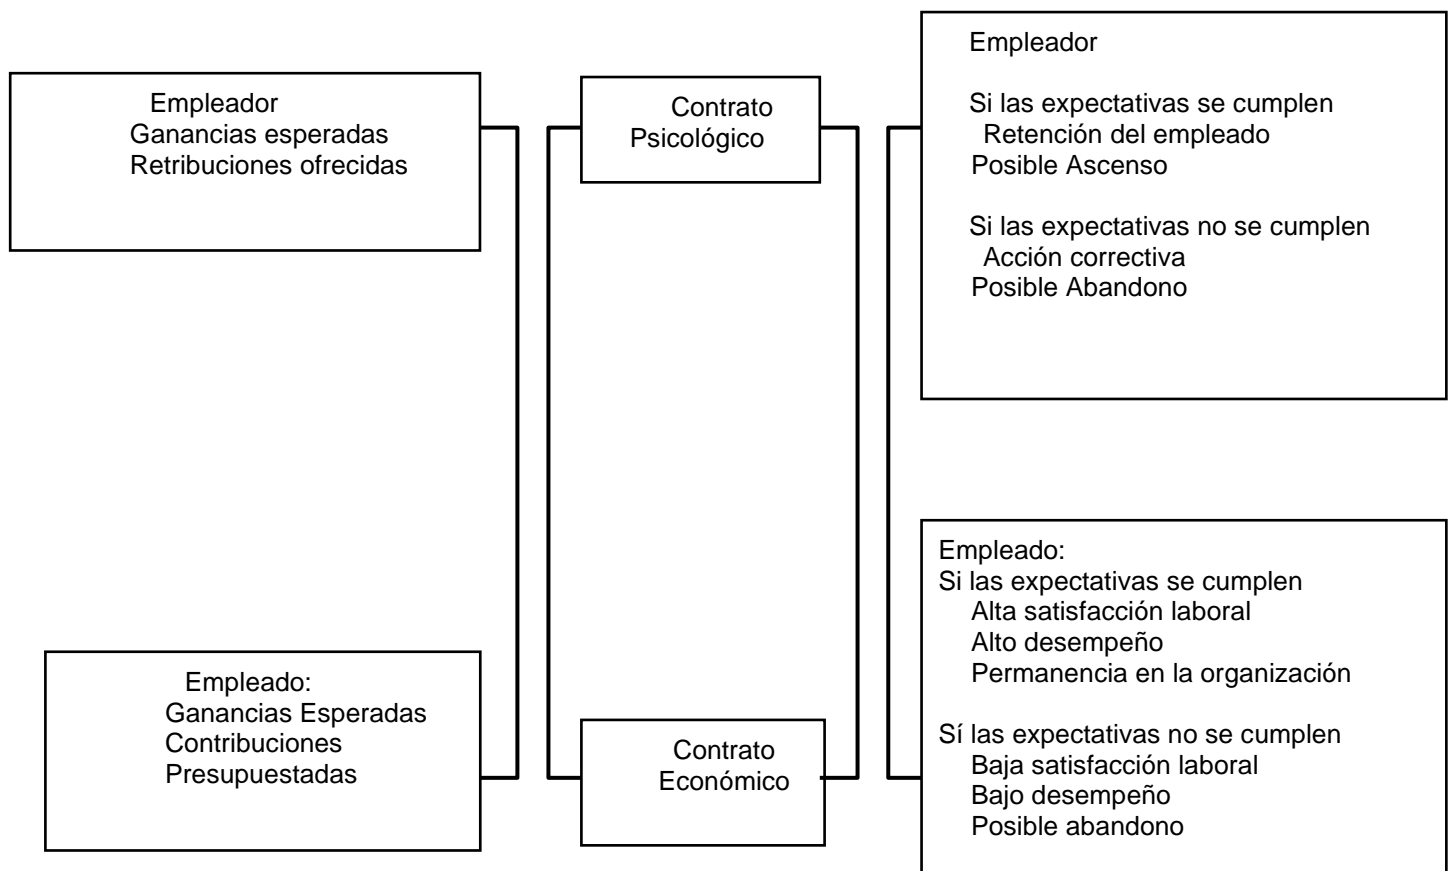 Empleador
Ganancias esperadas
Retribuciones ofrecidas
Empleado:
Ganancias Esperadas
Contribuciones
Presupuestadas
Contrato
Psicológico
Contrato
Económico
Empleador
Si las expectativas se cumplen
Retención del empleado
Posible Ascenso
Si las expectativas no se cumplen
Acción correctiva
Posible Abandono
Empleado:
Si las expectativas se cumplen
Alta satisfacción laboral
Alto desempeño
Permanencia en la organización
Sí las expectativas no se cumplen
Baja satisfacción laboral
Bajo desempeño
Posible abandono